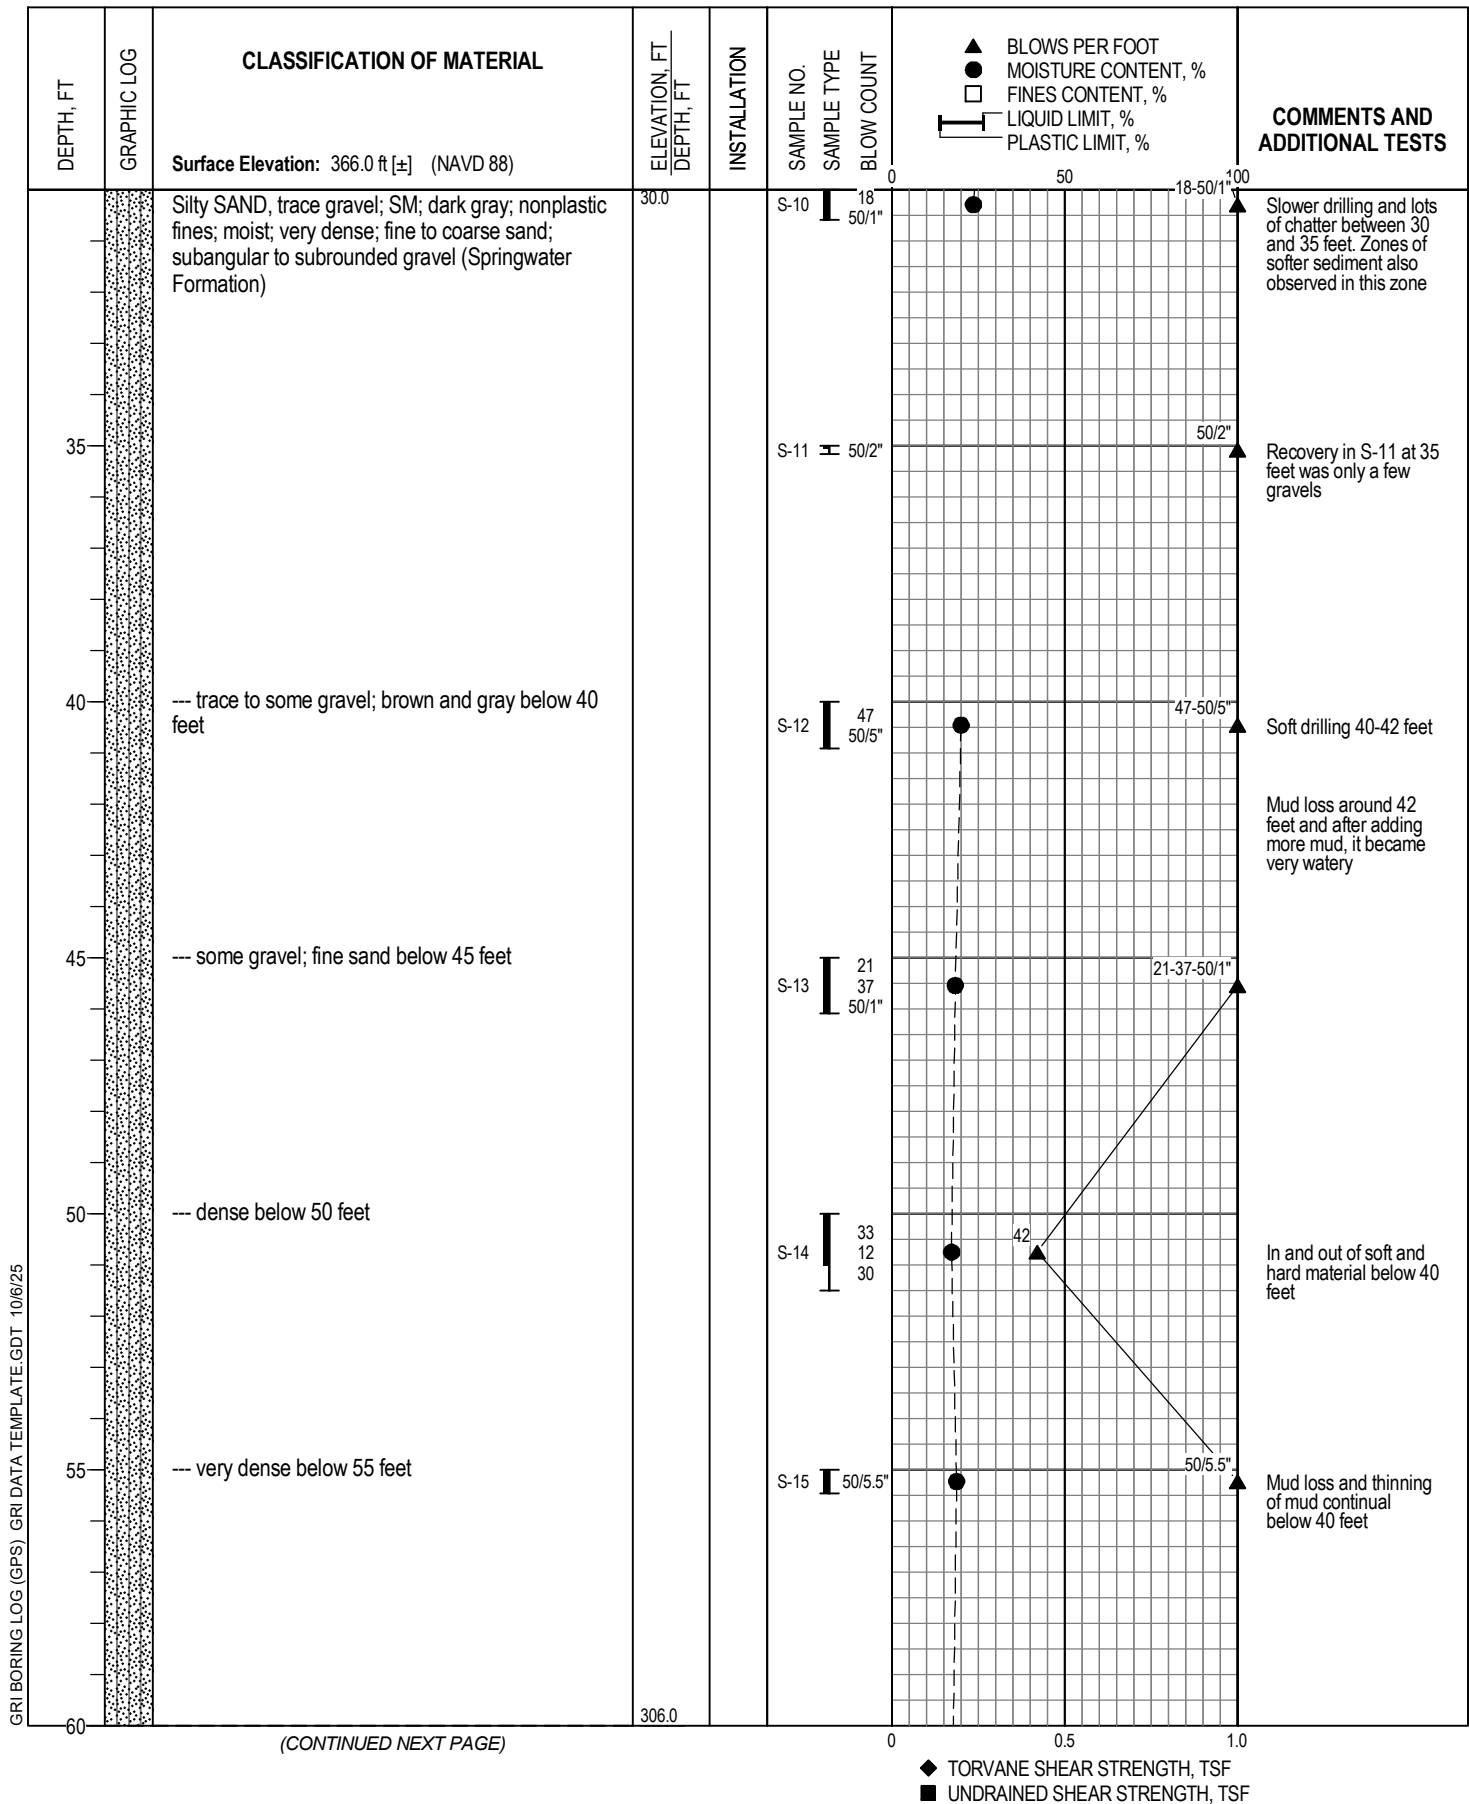 DEPTH, FT
GRAPHIC LOG
CLASSIFICATION OF MATERIAL
Surface Elevation: 366.0 ft [±] (NAVD 88)
ELEVATION, FT
DEPTH, FT
INSTALLATION
SAMPLE NO.
SAMPLE TYPE
BLOW COUNT
▲ BLOWS PER FOOT
● MOISTURE CONTENT, %
□ FINES CONTENT, %
LIQUID LIMIT, %
PLASTIC LIMIT, %
COMMENTS AND
ADDITIONAL TESTS
0 50 100
Silty SAND, trace gravel; SM; dark gray; nonplastic
fines; moist; very dense; fine to coarse sand;
subangular to subrounded gravel (Springwater
Formation)
30.0
S-10
18
50/1"
18-50/1"
Slower drilling and lots
of chatter between 30
and 35 feet. Zones of
softer sediment also
observed in this zone
35
S-11
50/2"
50/2"
Recovery in S-11 at 35
feet was only a few
gravels
40
--- trace to some gravel; brown and gray below 40
feet
S-12
47
50/5"
47-50/5"
Soft drilling 40-42 feet
Mud loss around 42
feet and after adding
more mud, it became
very watery
45
--- some gravel; fine sand below 45 feet
S-13
21
37
50/1"
21-37-50/1"
50
--- dense below 50 feet
S-14
33
12
30
42
In and out of soft and
hard material below 40
feet
55
--- very dense below 55 feet
S-15
50/5.5"
50/5.5"
Mud loss and thinning
of mud continual
below 40 feet
60
306.0
(CONTINUED NEXT PAGE)
0 0.5 1.0
◆ TORVANE SHEAR STRENGTH, TSF
■ UNDRAINED SHEAR STRENGTH, TSF
GRI BORING LOG (GPS) GRI DATA TEMPLATE.GDT 10/6/25